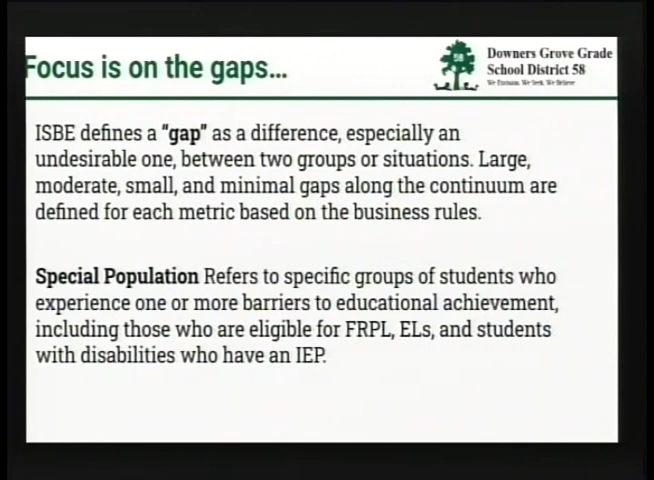 Focus is on the gaps...
58
Downers Grove Grade
School District 58
ISBE defines a "gap" as a difference, especially an
undesirable one, between two groups or situations. Large,
moderate, small, and minimal gaps along the continuum are
defined for each metric based on the business rules.
Special Population Refers to specific groups of students who
experience one or more barriers to educational achievement,
including those who are eligible for FRPL, ELs, and students
with disabilities who have an IEP.